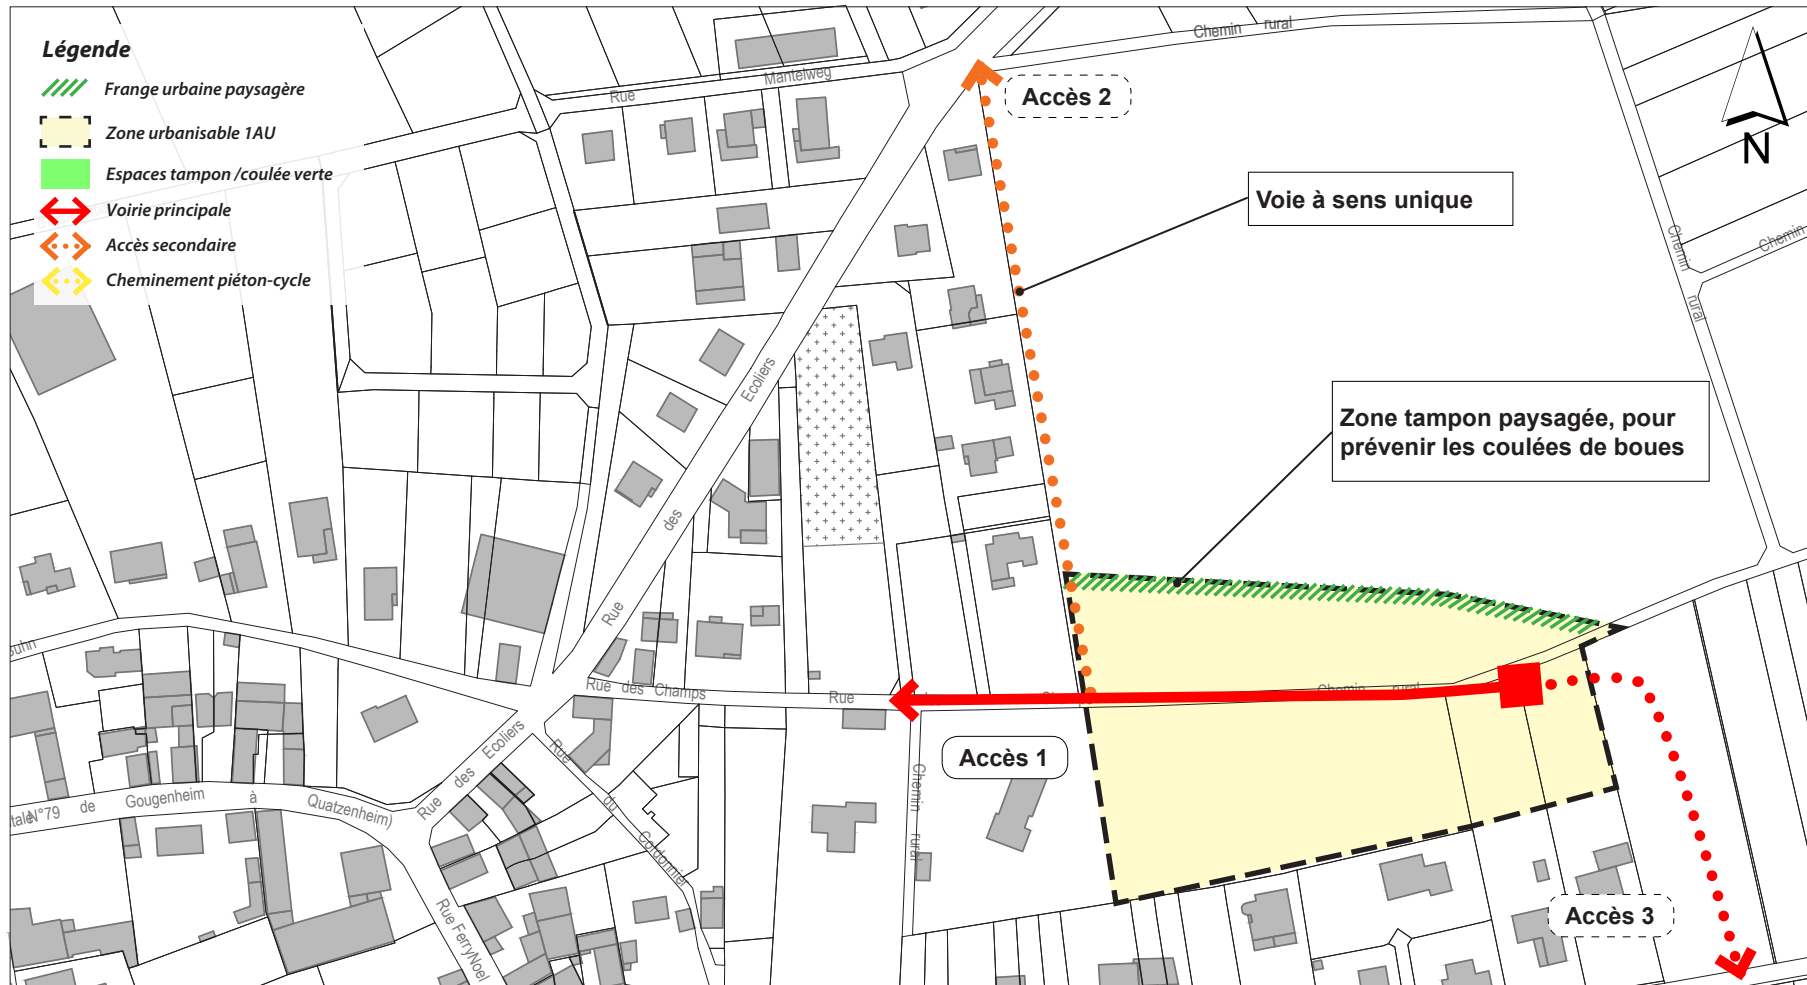 Légende
Frange urbaine paysagère
Zone urbanisable 1AU
Espaces tampon /coulée verte
Voirie principale
Accès secondaire
Cheminement piéton-cycle
Chemin rural
Accès 2
N
Rue Mantelweg
Voie à sens unique
Chemin rural
Chemin
Ecoliers
des
Rue
Zone tampon paysagée, pour
prévenir les coulées de boues
Rue des Champs
Rue
Chemin rural
Accès 1
Chemin rural
Rue des Ecoliers
Rue du Cordonnier
N°79 de Gougenheim à Quatzenheim)
Rue FerryNoel
Accès 3